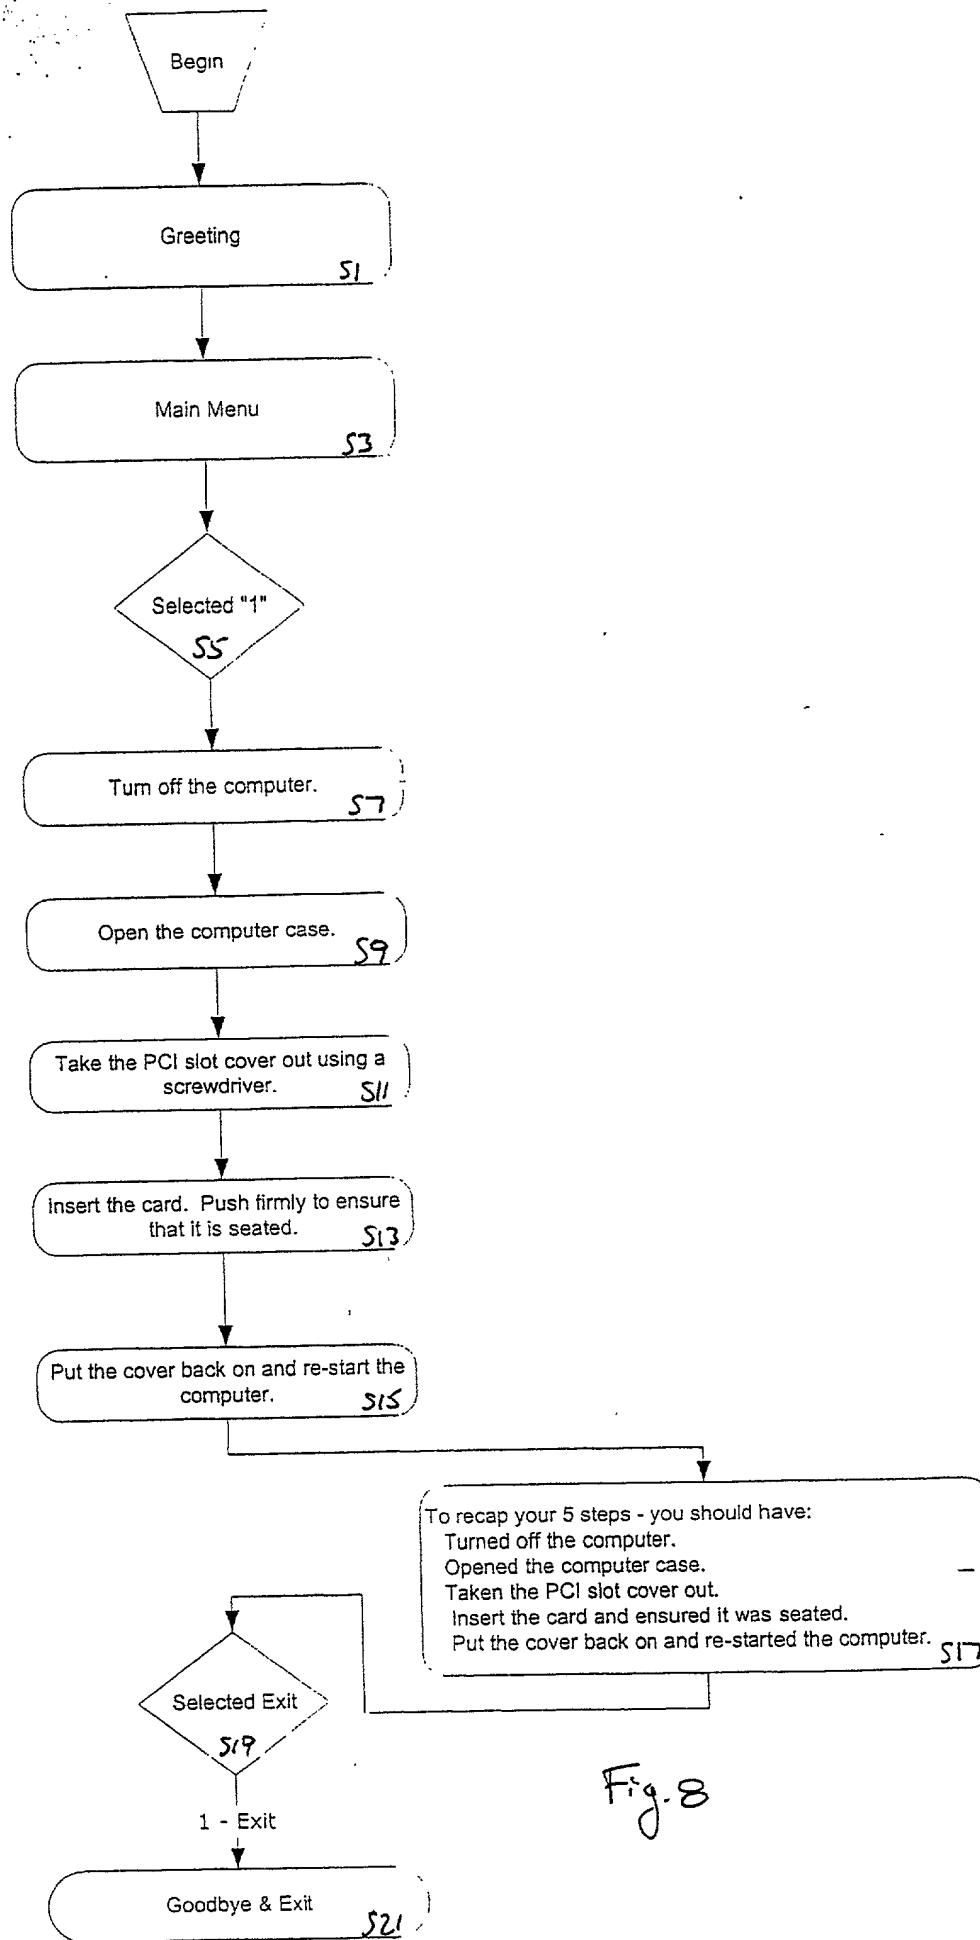 Begin
Greeting
S1
Main Menu
S3
Selected "1"
S5
Turn off the computer.
S7
Open the computer case.
S9
Take the PCI slot cover out using a
screwdriver.
S11
Insert the card. Push firmly to ensure
that it is seated.
S13
Put the cover back on and re-start the
computer.
S15
To recap your 5 steps - you should have:
Turned off the computer.
Opened the computer case.
Taken the PCI slot cover out.
Insert the card and ensured it was seated.
Put the cover back on and re-started the computer.
S17
Selected Exit
S19
1 - Exit
Goodbye & Exit
S21
Fig. 8